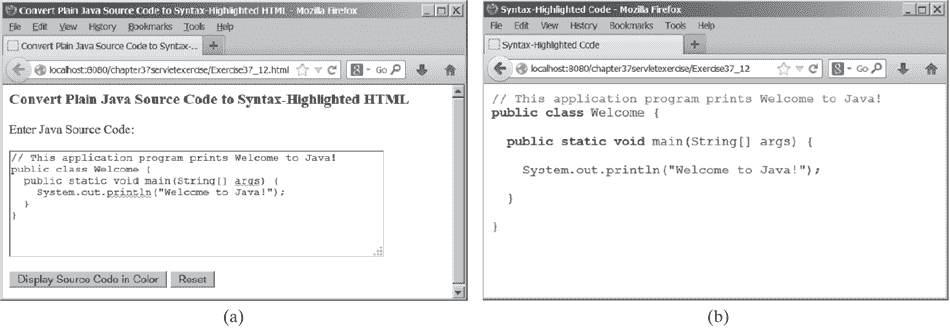 Convert Plain Java Source Code to Syntax-Highlighted HTML - Mozilla Firefox
File Edit View History Bookmarks Tools Help
Convert Plain Java Source Code to Syntax-...
localhost:8080/chapter37servletexercise/Exercise37_12.html
Go
Convert Plain Java Source Code to Syntax-Highlighted HTML
Enter Java Source Code:
// This application program prints Welcome to Java!
public class Welcome {
public static void main(String[] args) {
System.out.println("Welcome to Java!");
}
}
Display Source Code in Color
Reset
(a)
Syntax-Highlighted Code - Mozilla Firefox
File Edit View History Bookmarks Tools Help
Syntax-Highlighted Code
localhost:8080/chapter37servletexercise/Exercise37_12
Go
// This application program prints Welcome to Java!
public class Welcome {
public static void main(String[] args) {
System.out.println("Welcome to Java!");
}
}
(b)